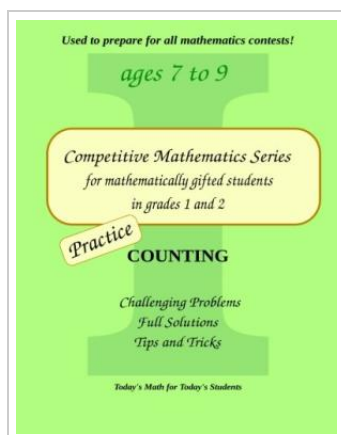 Used to prepare for all mathematics contests!
ages 7 to 9
Competitive Mathematics Series
for mathematically gifted students
in grades 1 and 2
Practice
COUNTING
Challenging Problems
Full Solutions
Tips and Tricks
Today's Math for Today's Students